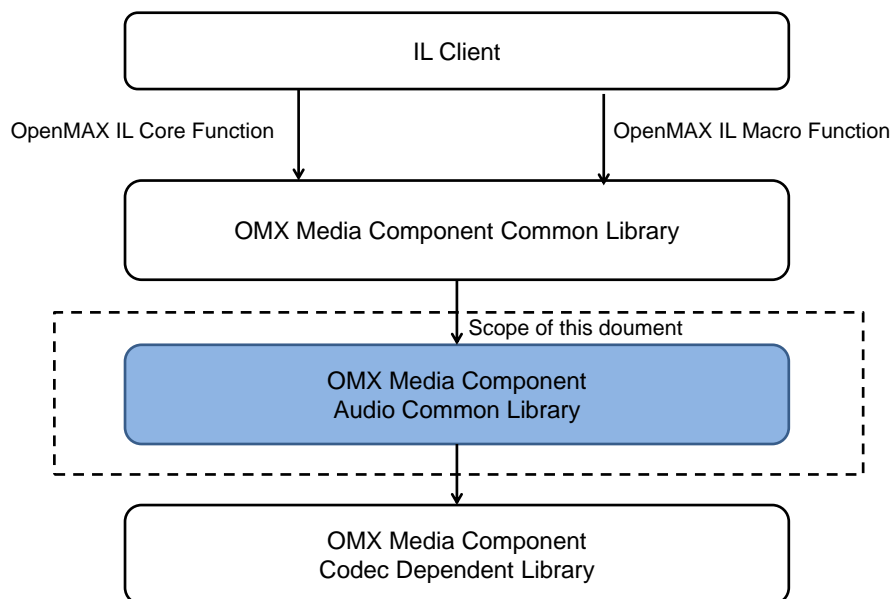 IL Client
OpenMAX IL Core Function
OpenMAX IL Macro Function
OMX Media Component Common Library
Scope of this doument
OMX Media Component
Audio Common Library
OMX Media Component
Codec Dependent Library